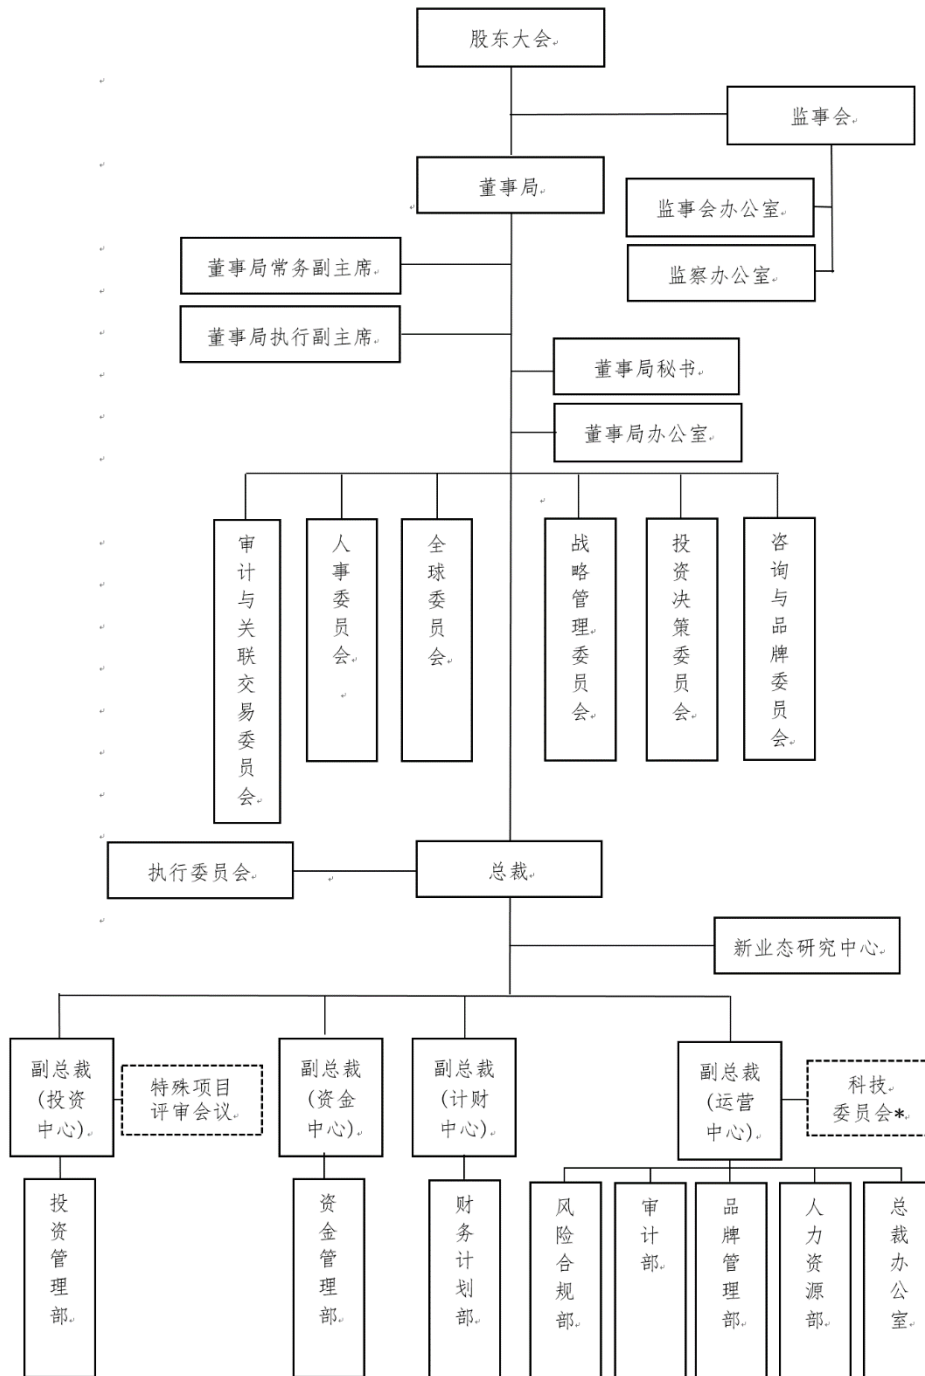 股东大会
监事会
董事局
监事会办公室
董事局常务副主席
监察办公室
董事局执行副主席
董事局秘书
董事局办公室
审计与关联交易委员会
人事委员会
全球委员会
战略管理委员会
投资决策委员会
咨询与品牌委员会
执行委员会
总裁
新业态研究中心
副总裁
(投资
中心)
特殊项目
评审会议
副总裁
(资金
中心)
副总裁
(计财
中心)
副总裁
(运营
中心)
科技
委员会*
投资管理部
资金管理部
财务计划部
风险合规部
审计部
品牌管理部
人力资源部
总裁办公室